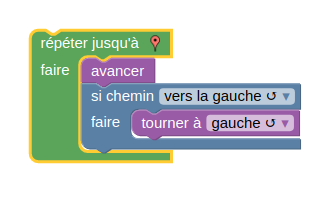 répéter jusqu'à
faire avancer
si chemin vers la gauche ↺ ▾
faire tourner à gauche ↺ ▾